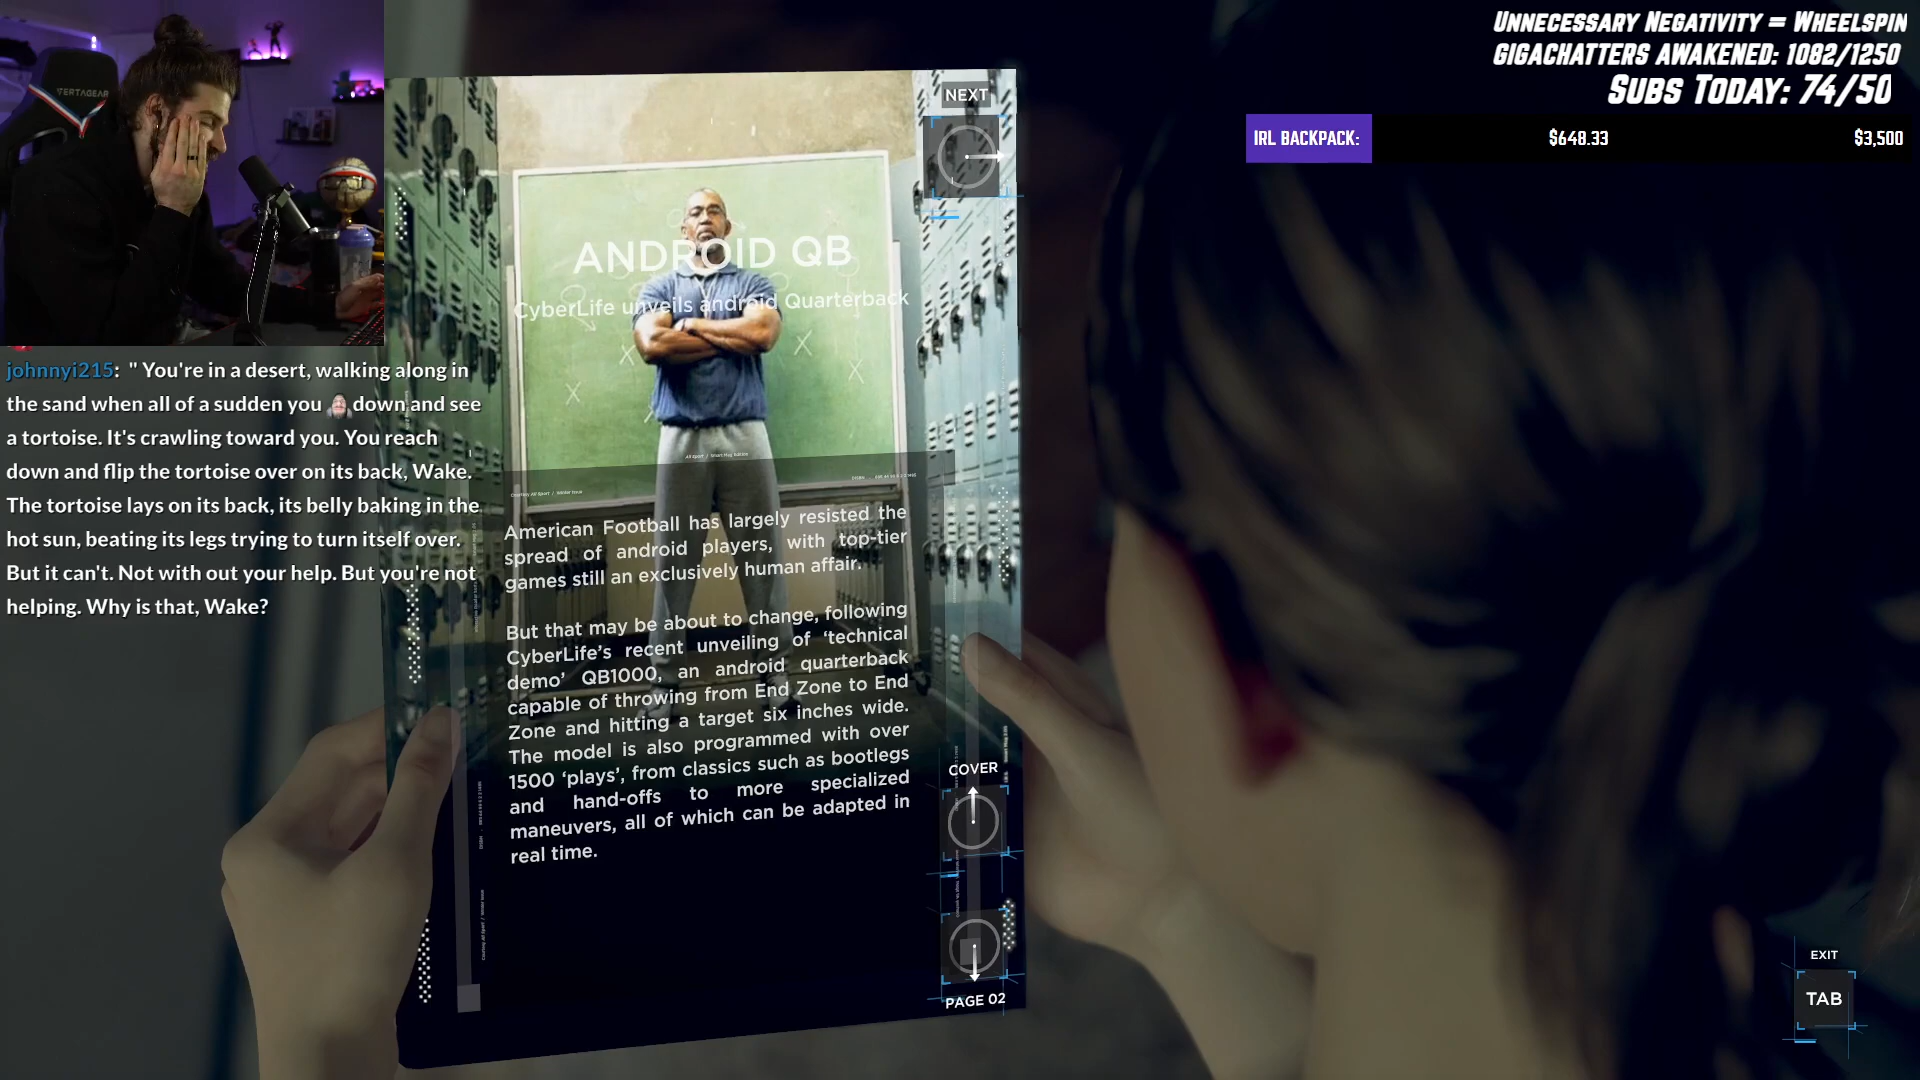 UNNECESSARY NEGATIVITY = WHEELSPIN
GIGACHATTERS AWAKENED: 1082/1250
SUBS TODAY: 74/50
IRL BACKPACK: $648.33 $3,500
johnnyi215: " You're in a desert, walking along in
the sand when all of a sudden you down and see
a tortoise. It's crawling toward you. You reach
down and flip the tortoise over on its back, Wake.
The tortoise lays on its back, its belly baking in the
hot sun, beating its legs trying to turn itself over.
But it can't. Not with out your help. But you're not
helping. Why is that, Wake?
NEXT
ANDROID QB
CyberLife unveils android Quarterback
American Football has largely resisted the
spread of android players, with top-tier
games still an exclusively human affair.
But that may be about to change, following
CyberLife's recent unveiling of 'technical
demo' QB1000, an android quarterback
capable of throwing from End Zone to End
Zone and hitting a target six inches wide.
The model is also programmed with over
1500 'plays', from classics such as bootlegs
and hand-offs to more specialized
maneuvers, all of which can be adapted in
real time.
COVER
PAGE 02
EXIT
TAB